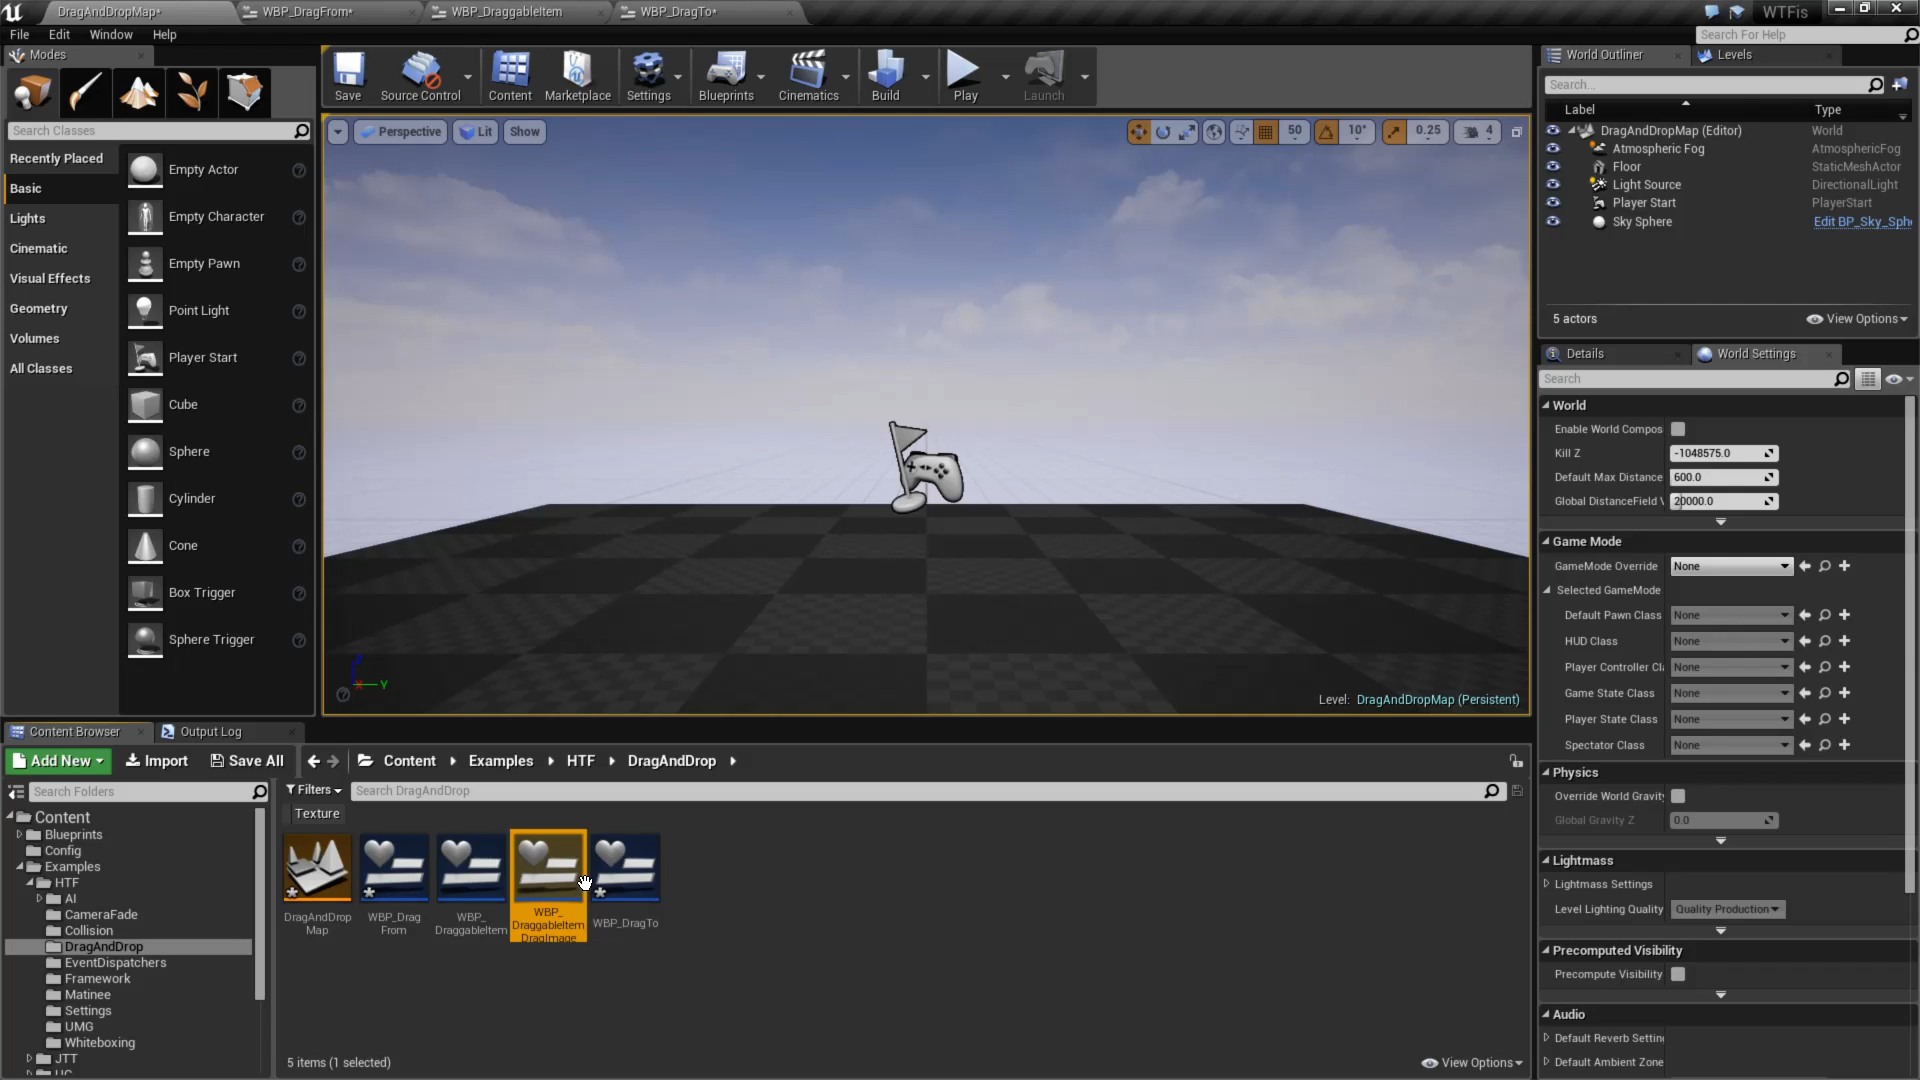 DragAndDropMap*
WBP_DragFrom*
WBP_DraggableItem
WBP_DragTo*
WTFis
File Edit Window Help
Search For Help
Modes
Save
Source Control
Content
Marketplace
Settings
Blueprints
Cinematics
Build
Play
Launch
World Outliner
Levels
Search...
Label
Type
DragAndDropMap (Editor) World
Atmospheric Fog AtmosphericFog
Floor StaticMeshActor
Light Source DirectionalLight
Player Start PlayerStart
Sky Sphere Edit BP_Sky_Sph
5 actors
View Options
Search Classes
Recently Placed
Basic
Lights
Cinematic
Visual Effects
Geometry
Volumes
All Classes
Empty Actor
Empty Character
Empty Pawn
Point Light
Player Start
Cube
Sphere
Cylinder
Cone
Box Trigger
Sphere Trigger
Perspective
Lit
Show
50
10°
0.25
4
Z
X
Y
Level: DragAndDropMap (Persistent)
Details
World Settings
Search
World
Enable World Compos
Kill Z -1048575.0
Default Max Distance 600.0
Global DistanceField V 20000.0
Game Mode
GameMode Override None
Selected GameMode
Default Pawn Class None
HUD Class None
Player Controller Cl None
Game State Class None
Player State Class None
Spectator Class None
Physics
Override World Gravit
Global Gravity Z 0.0
Lightmass
Lightmass Settings
Level Lighting Quality Quality Production
Precomputed Visibility
Precompute Visibility
Audio
Default Reverb Settin
Default Ambient Zone
Content Browser
Output Log
Add New
Import
Save All
Content
Examples
HTF
DragAndDrop
Search Folders
Filters
Search DragAndDrop
Texture
Content
Blueprints
Config
Examples
HTF
AI
CameraFade
Collision
DragAndDrop
EventDispatchers
Framework
Matinee
Settings
UMG
Whiteboxing
JTT
DragAndDrop
Map
WBP_Drag
From
WBP_
DraggableItem
WBP_
DraggableItem
DragImage
WBP_DragTo
5 items (1 selected)
View Options